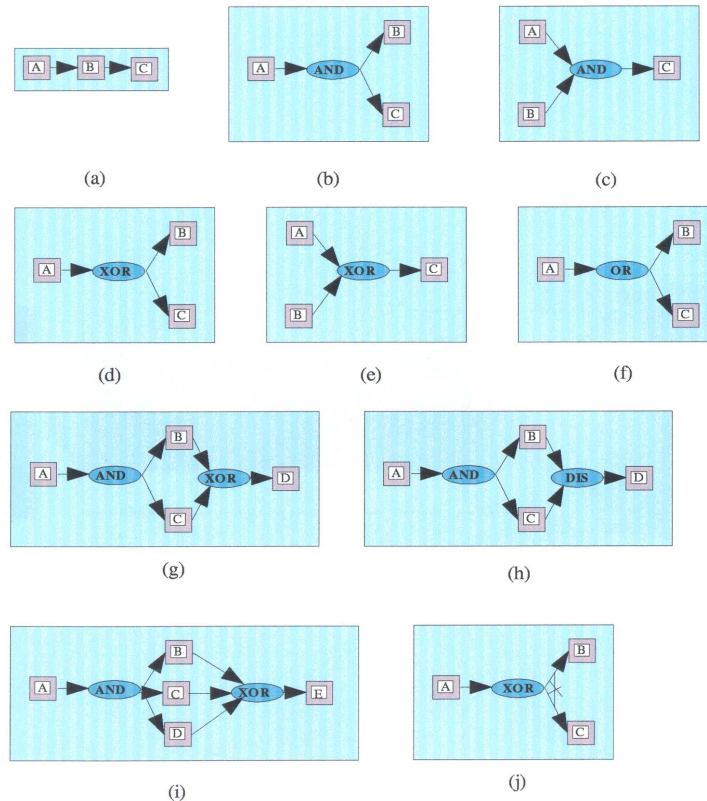 A B C
B
A AND
C
A
AND C
B
(a) (b) (c)
B
A XOR
C
A
XOR C
B
B
A OR
C
(d) (e) (f)
B
A AND XOR D
C
B
A AND DIS D
C
(g) (h)
B
A AND C XOR E
D
B
A XOR
C
(i) (j)